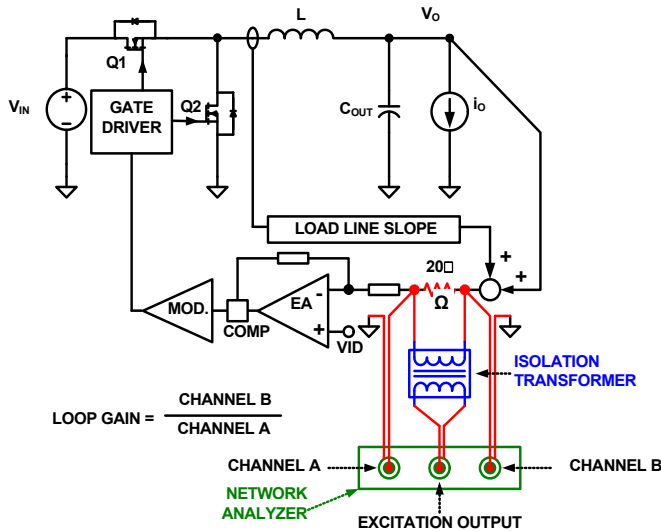 L
VO
Q1
VIN
+
−
GATE
DRIVER
Q2
COUT
iO
LOAD LINE SLOPE
+
+
20□
Ω
MOD.
COMP
EA
-
+
VID
ISOLATION
TRANSFORMER
LOOP GAIN = CHANNEL B
CHANNEL A
CHANNEL A
CHANNEL B
NETWORK
ANALYZER
EXCITATION OUTPUT